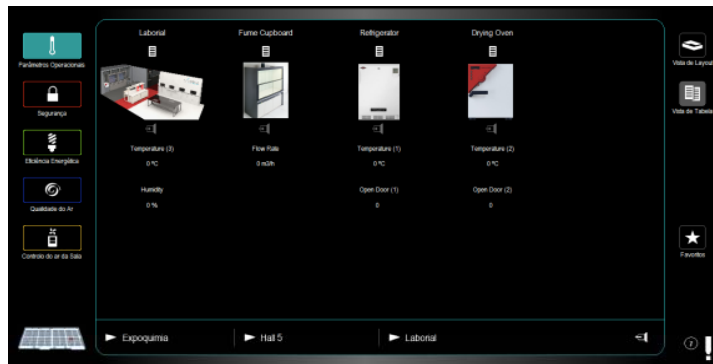 Laborial
Fume Cupboard
Refrigerator
Drying Oven
Parâmetros Operacionais
Vista de Layout
Segurança
Vista de Tabela
Eficiência Energética
Temperature (3)
Flow Rate
Temperature (1)
Temperature (2)
0 ºC
0 m3/h
0 ºC
0 ºC
Humidity
Open Door (1)
Open Door (2)
0 %
0
0
Qualidade do Ar
Controlo do ar da Sala
Favoritos
Expoquimia
Hall 5
Laborial